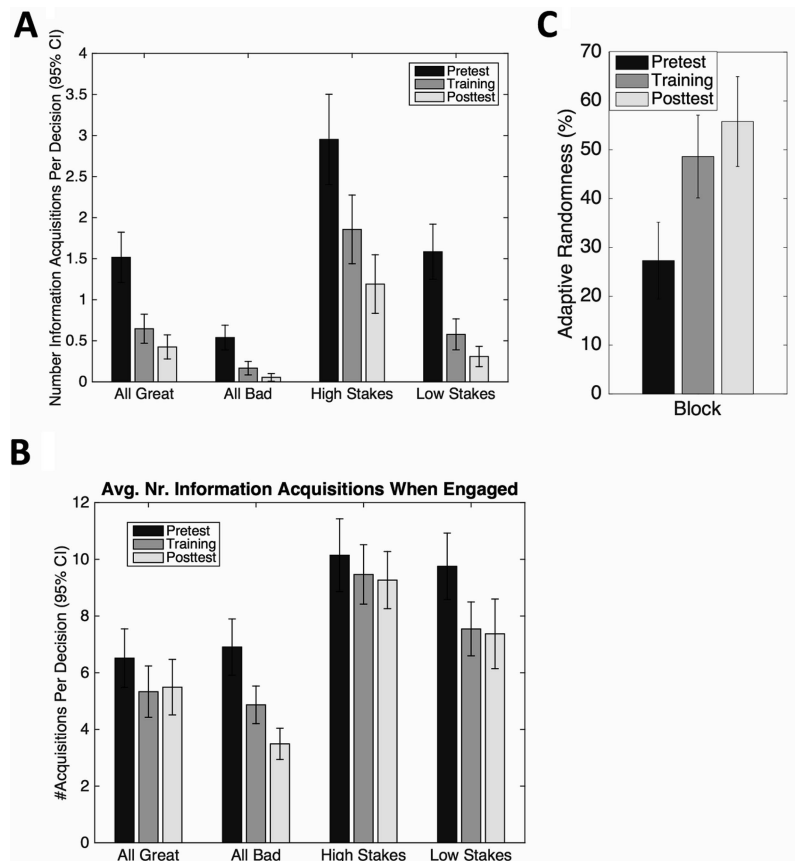 A
Number Information Acquisitions Per Decision (95% CI)
4
3.5
3
2.5
2
1.5
1
0.5
0
Pretest
Training
Posttest
All Great
All Bad
High Stakes
Low Stakes
C
Adaptive Randomness (%)
70
60
50
40
30
20
10
0
Pretest
Training
Posttest
Block
B
Avg. Nr. Information Acquisitions When Engaged
#Acquisitions Per Decision (95% CI)
12
10
8
6
4
2
0
Pretest
Training
Posttest
All Great
All Bad
High Stakes
Low Stakes